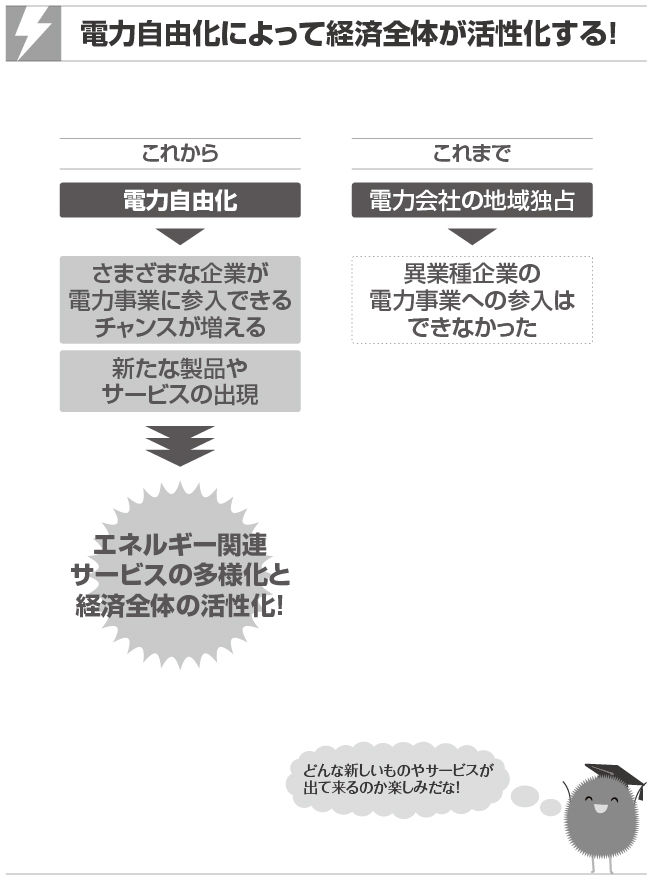 電力自由化によって経済全体が活性化する!
これから
電力自由化
さまざまな企業が
電力事業に参入できる
チャンスが増える
新たな製品や
サービスの出現
エネルギー関連
サービスの多様化と
経済全体の活性化!
これまで
電力会社の地域独占
異業種企業の
電力事業への参入は
できなかった
どんな新しいものやサービスが
出て来るのか楽しみだな!